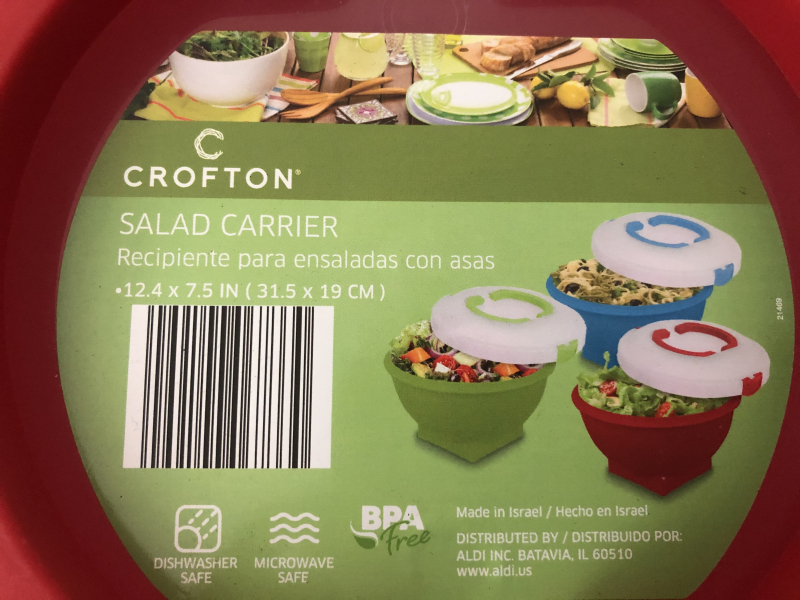 CROFTON®
SALAD CARRIER
Recipiente para ensaladas con asas
•12.4 x 7.5 IN ( 31.5 x 19 CM )
21469
DISHWASHER
SAFE
MICROWAVE
SAFE
BPA
Free
Made in Israel / Hecho en Israel
DISTRIBUTED BY / DISTRIBUIDO POR:
ALDI INC. BATAVIA, IL 60510
www.aldi.us